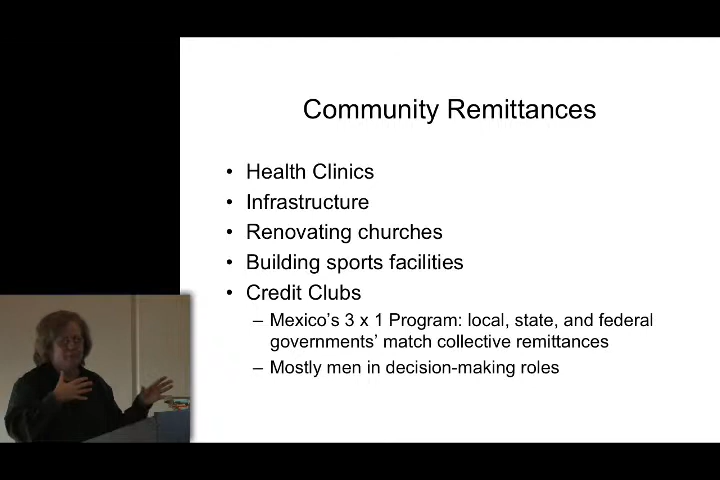 Community Remittances
• Health Clinics
• Infrastructure
• Renovating churches
• Building sports facilities
• Credit Clubs
– Mexico's 3 x 1 Program: local, state, and federal
governments' match collective remittances
– Mostly men in decision-making roles